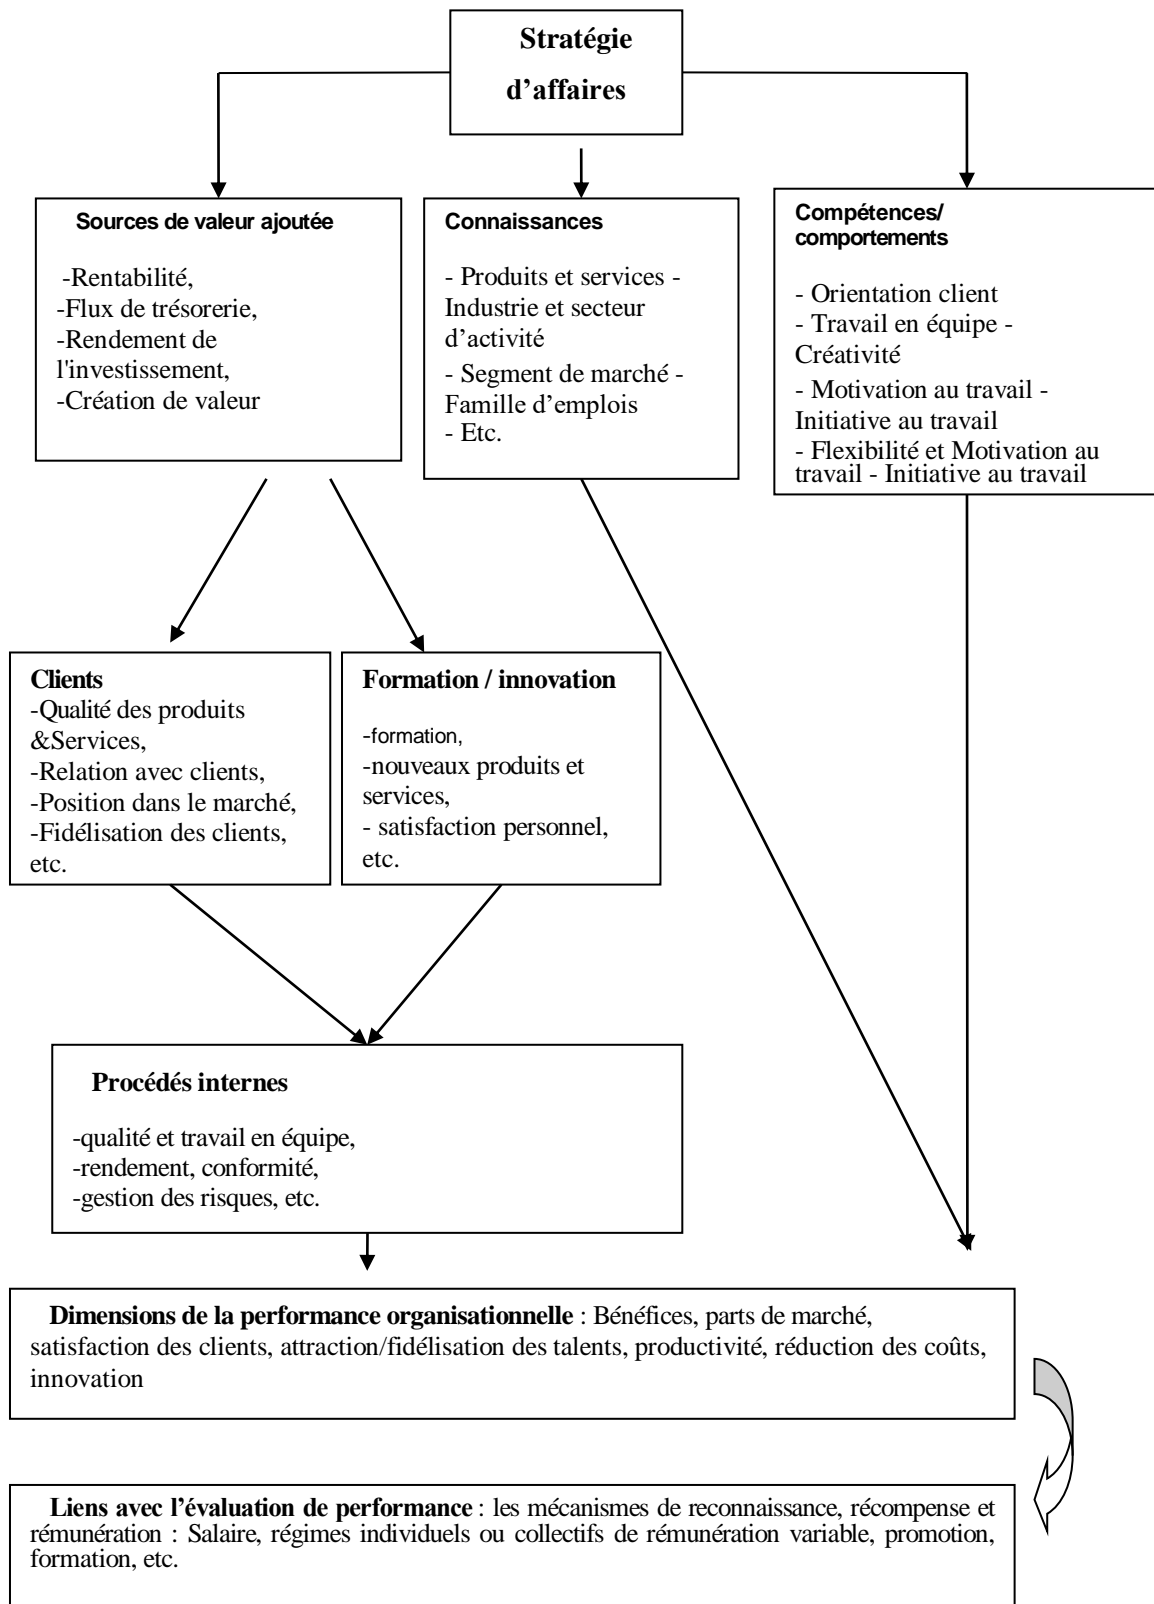 Stratégie
d’affaires
Sources de valeur ajoutée
-Rentabilité,
-Flux de trésorerie,
-Rendement de
l'investissement,
-Création de valeur
Connaissances
- Produits et services -
Industrie et secteur
d’activité
- Segment de marché -
Famille d’emplois
- Etc.
Compétences/
comportements
- Orientation client
- Travail en équipe -
Créativité
- Motivation au travail -
Initiative au travail
- Flexibilité et Motivation au
travail - Initiative au travail
Clients
-Qualité des produits
&Services,
-Relation avec clients,
-Position dans le marché,
-Fidélisation des clients,
etc.
Formation / innovation
-formation,
-nouveaux produits et
services,
- satisfaction personnel,
etc.
Procédés internes
-qualité et travail en équipe,
-rendement, conformité,
-gestion des risques, etc.
Dimensions de la performance organisationnelle : Bénéfices, parts de marché,
satisfaction des clients, attraction/fidélisation des talents, productivité, réduction des coûts,
innovation
Liens avec l’évaluation de performance : les mécanismes de reconnaissance, récompense et
rémunération : Salaire, régimes individuels ou collectifs de rémunération variable, promotion,
formation, etc.